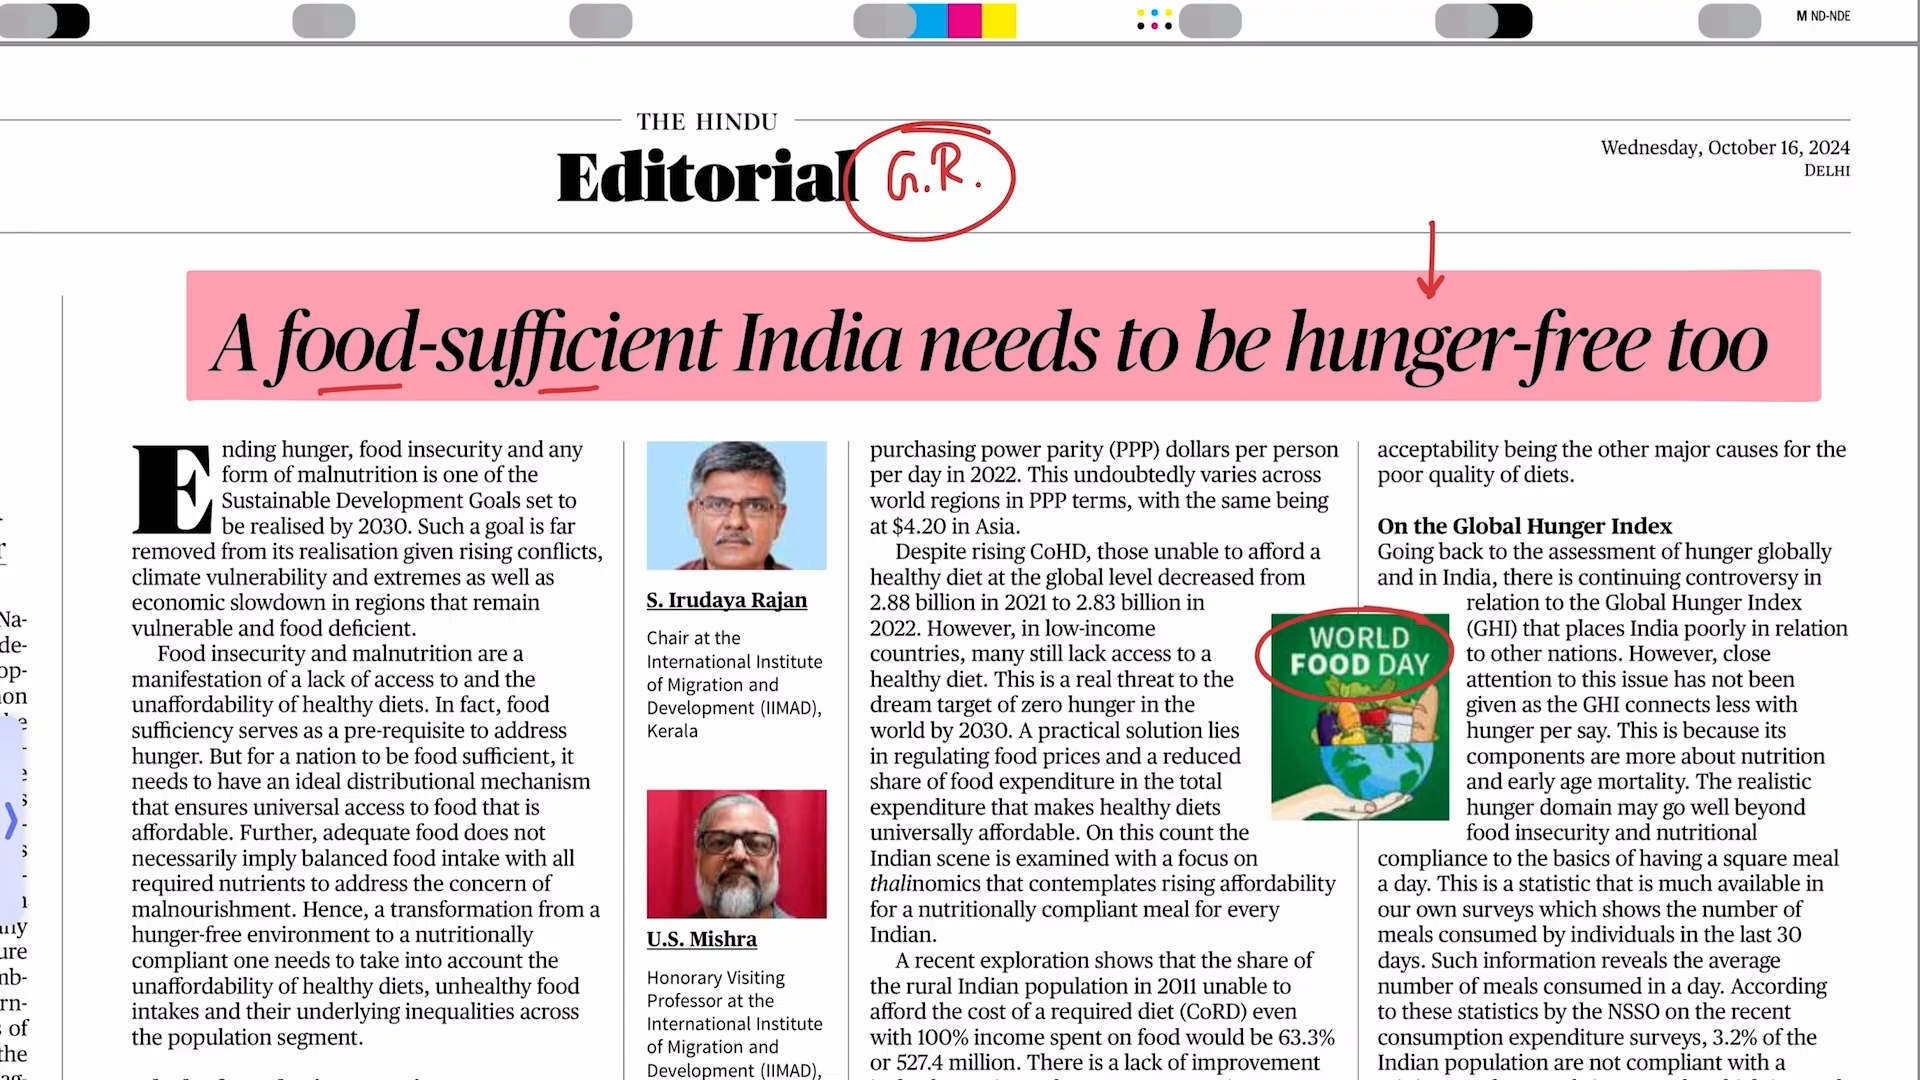 M ND-NDE
THE HINDU
Editorial
G.R.
Wednesday, October 16, 2024
DELHI
A food-sufficient India needs to be hunger-free too
Ending hunger, food insecurity and any
form of malnutrition is one of the
Sustainable Development Goals set to
be realised by 2030. Such a goal is far
removed from its realisation given rising conflicts,
climate vulnerability and extremes as well as
economic slowdown in regions that remain
vulnerable and food deficient.
Food insecurity and malnutrition are a
manifestation of a lack of access to and the
unaffordability of healthy diets. In fact, food
sufficiency serves as a pre-requisite to address
hunger. But for a nation to be food sufficient, it
needs to have an ideal distributional mechanism
that ensures universal access to food that is
affordable. Further, adequate food does not
necessarily imply balanced food intake with all
required nutrients to address the concern of
malnourishment. Hence, a transformation from a
hunger-free environment to a nutritionally
compliant one needs to take into account the
unaffordability of healthy diets, unhealthy food
intakes and their underlying inequalities across
the population segment.
S. Irudaya Rajan
Chair at the
International Institute
of Migration and
Development (IIMAD),
Kerala
U.S. Mishra
Honorary Visiting
Professor at the
International Institute
of Migration and
Development (IIMAD),
purchasing power parity (PPP) dollars per person
per day in 2022. This undoubtedly varies across
world regions in PPP terms, with the same being
at $4.20 in Asia.
Despite rising CoHD, those unable to afford a
healthy diet at the global level decreased from
2.88 billion in 2021 to 2.83 billion in
2022. However, in low-income
countries, many still lack access to a
healthy diet. This is a real threat to the
dream target of zero hunger in the
world by 2030. A practical solution lies
in regulating food prices and a reduced
share of food expenditure in the total
expenditure that makes healthy diets
universally affordable. On this count the
Indian scene is examined with a focus on
thalinomics that contemplates rising affordability
for a nutritionally compliant meal for every
Indian.
A recent exploration shows that the share of
the rural Indian population in 2011 unable to
afford the cost of a required diet (CoRD) even
with 100% income spent on food would be 63.3%
or 527.4 million. There is a lack of improvement
WORLD
FOOD DAY
acceptability being the other major causes for the
poor quality of diets.
On the Global Hunger Index
Going back to the assessment of hunger globally
and in India, there is continuing controversy in
relation to the Global Hunger Index
(GHI) that places India poorly in relation
to other nations. However, close
attention to this issue has not been
given as the GHI connects less with
hunger per say. This is because its
components are more about nutrition
and early age mortality. The realistic
hunger domain may go well beyond
food insecurity and nutritional
compliance to the basics of having a square meal
a day. This is a statistic that is much available in
our own surveys which shows the number of
meals consumed by individuals in the last 30
days. Such information reveals the average
number of meals consumed in a day. According
to these statistics by the NSSO on the recent
consumption expenditure surveys, 3.2% of the
Indian population are not compliant with a